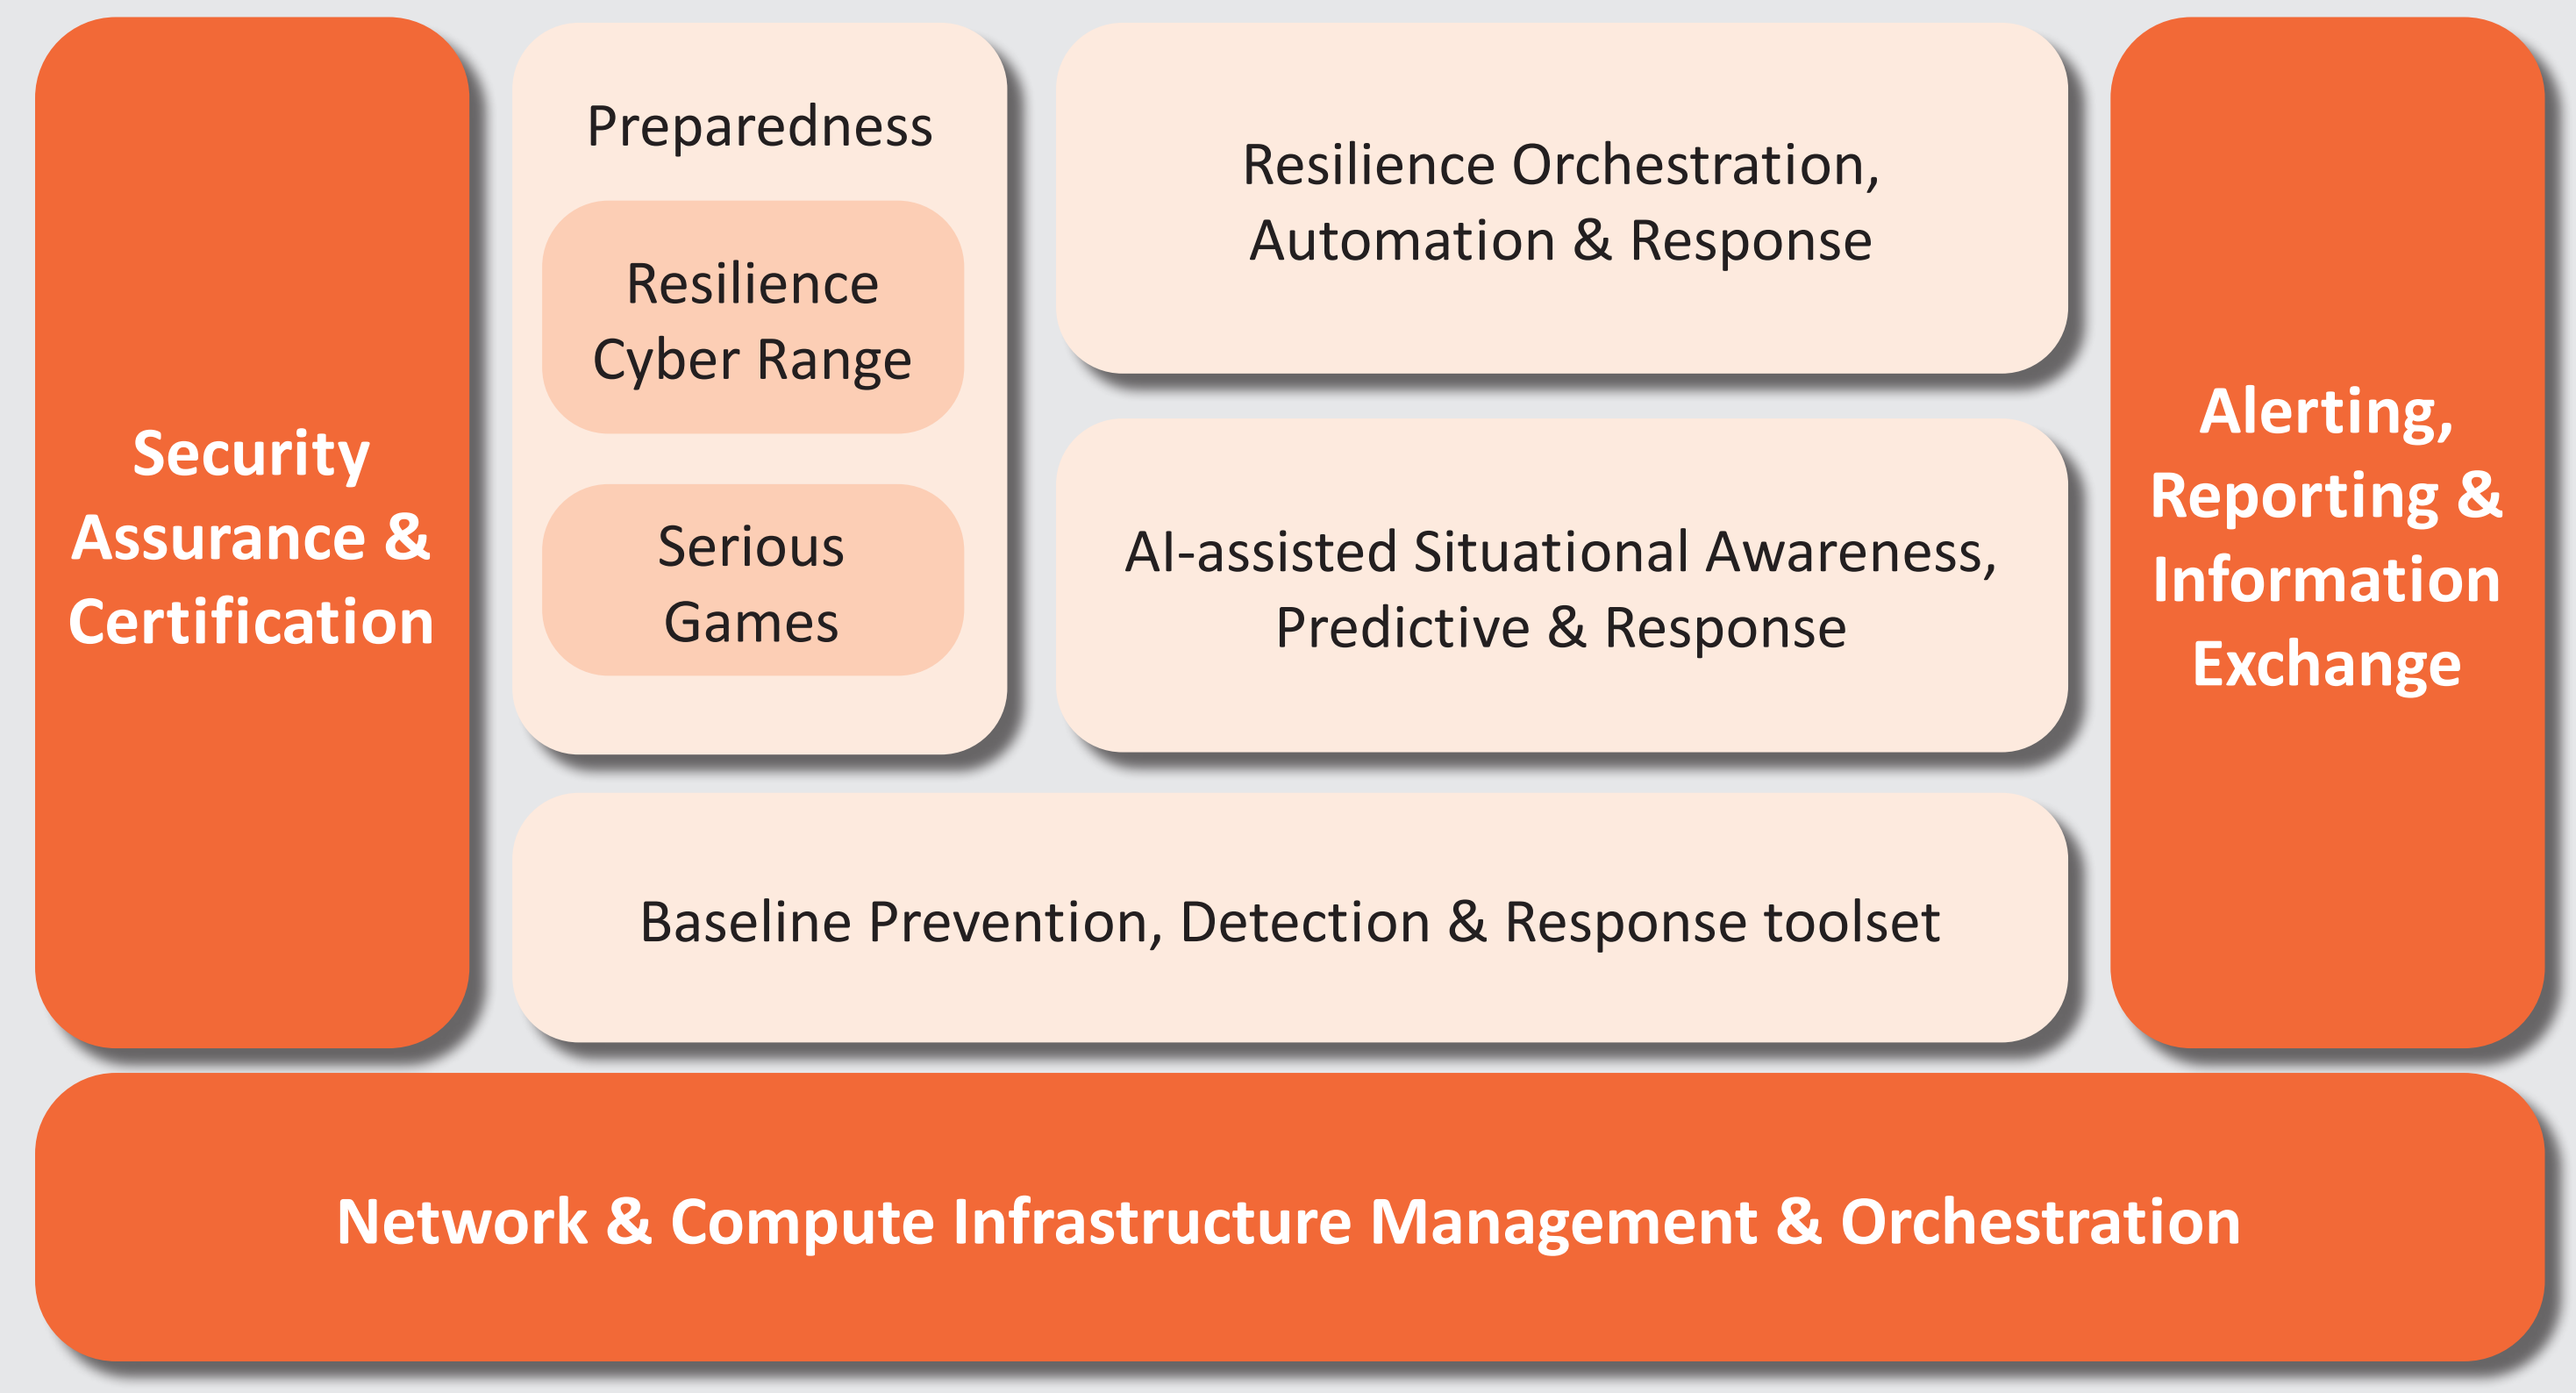 Security
Assurance &
Certification
Preparedness
Resilience
Cyber Range
Serious
Games
Resilience Orchestration,
Automation & Response
AI-assisted Situational Awareness,
Predictive & Response
Baseline Prevention, Detection & Response toolset
Alerting,
Reporting &
Information
Exchange
Network & Compute Infrastructure Management & Orchestration